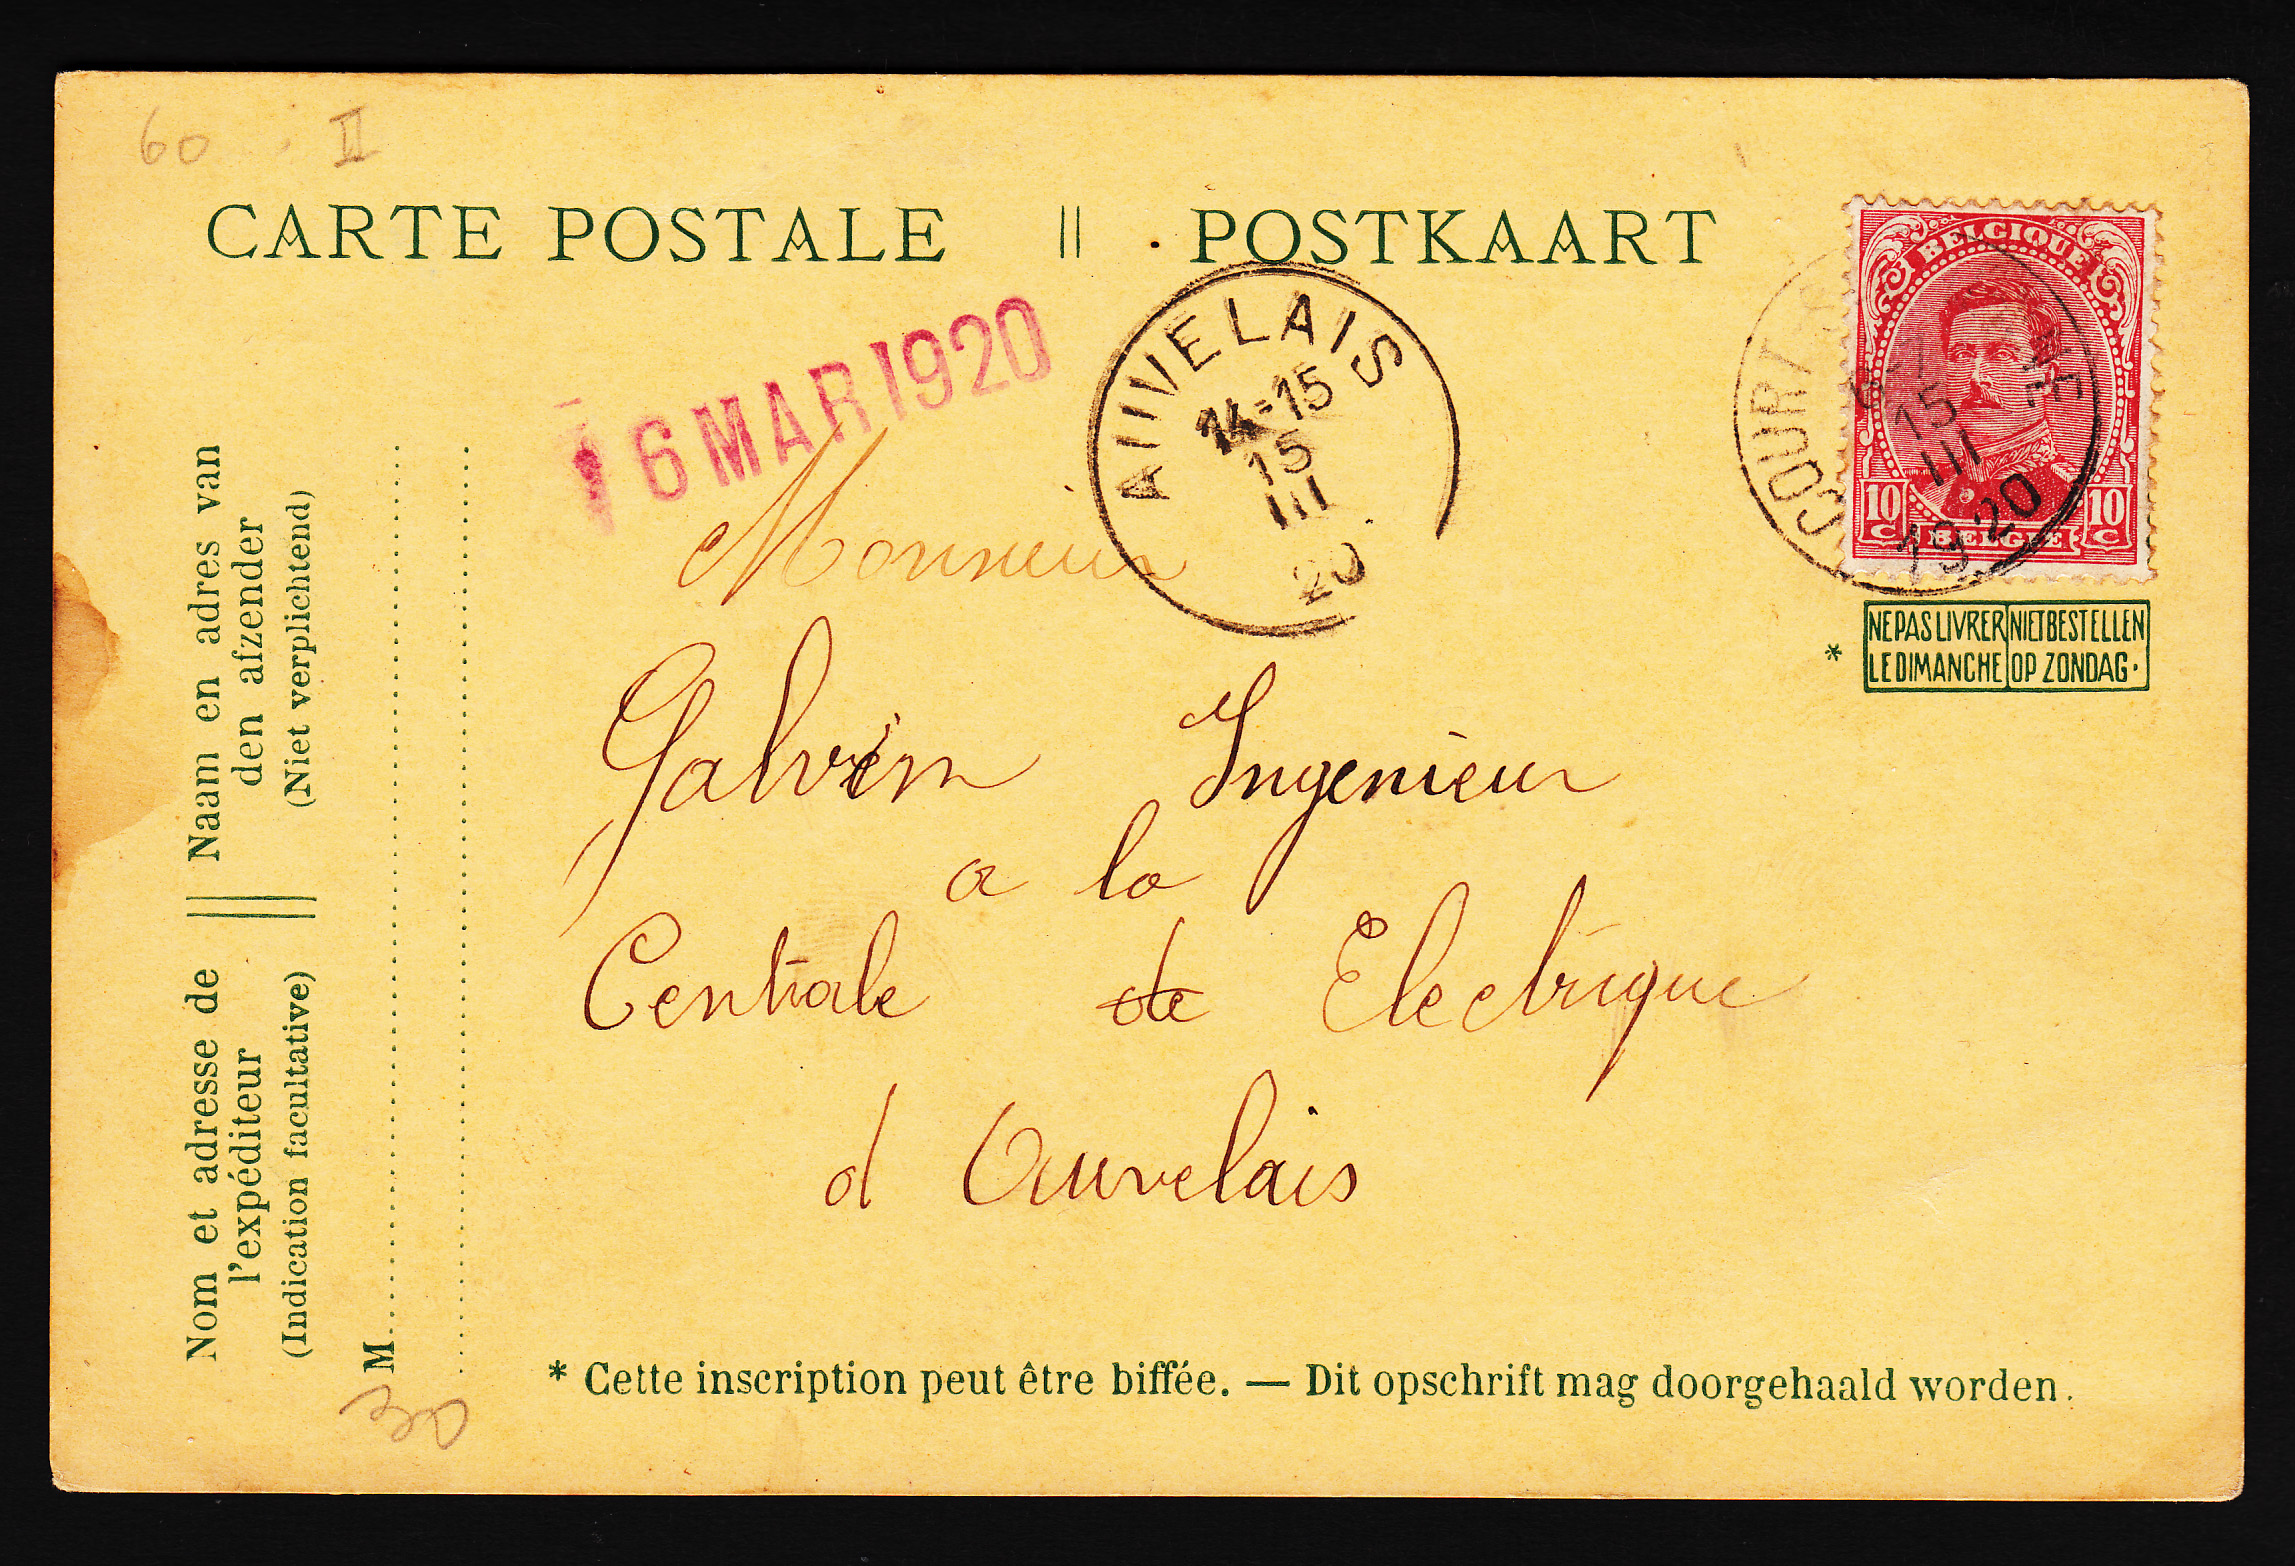 60 II
CARTE POSTALE || POSTKAART
16 MAR 1920
AUVELAIS
14-15
15
III
20
BELGIQUE
15
III
1920
10 C BELGIË 10 C
NE PAS LIVRER LE DIMANCHE
NIET BESTELLEN OP ZONDAG.
*
Monsieur
Galvin Ingenieur
a la
Centrale de Electrique
d Auvelais
Naam en adres van
den afzender
(Niet verplichtend)
Nom et adresse de
l'expéditeur
(Indication facultative)
M
30
* Cette inscription peut être biffée. — Dit opschrift mag doorgehaald worden.